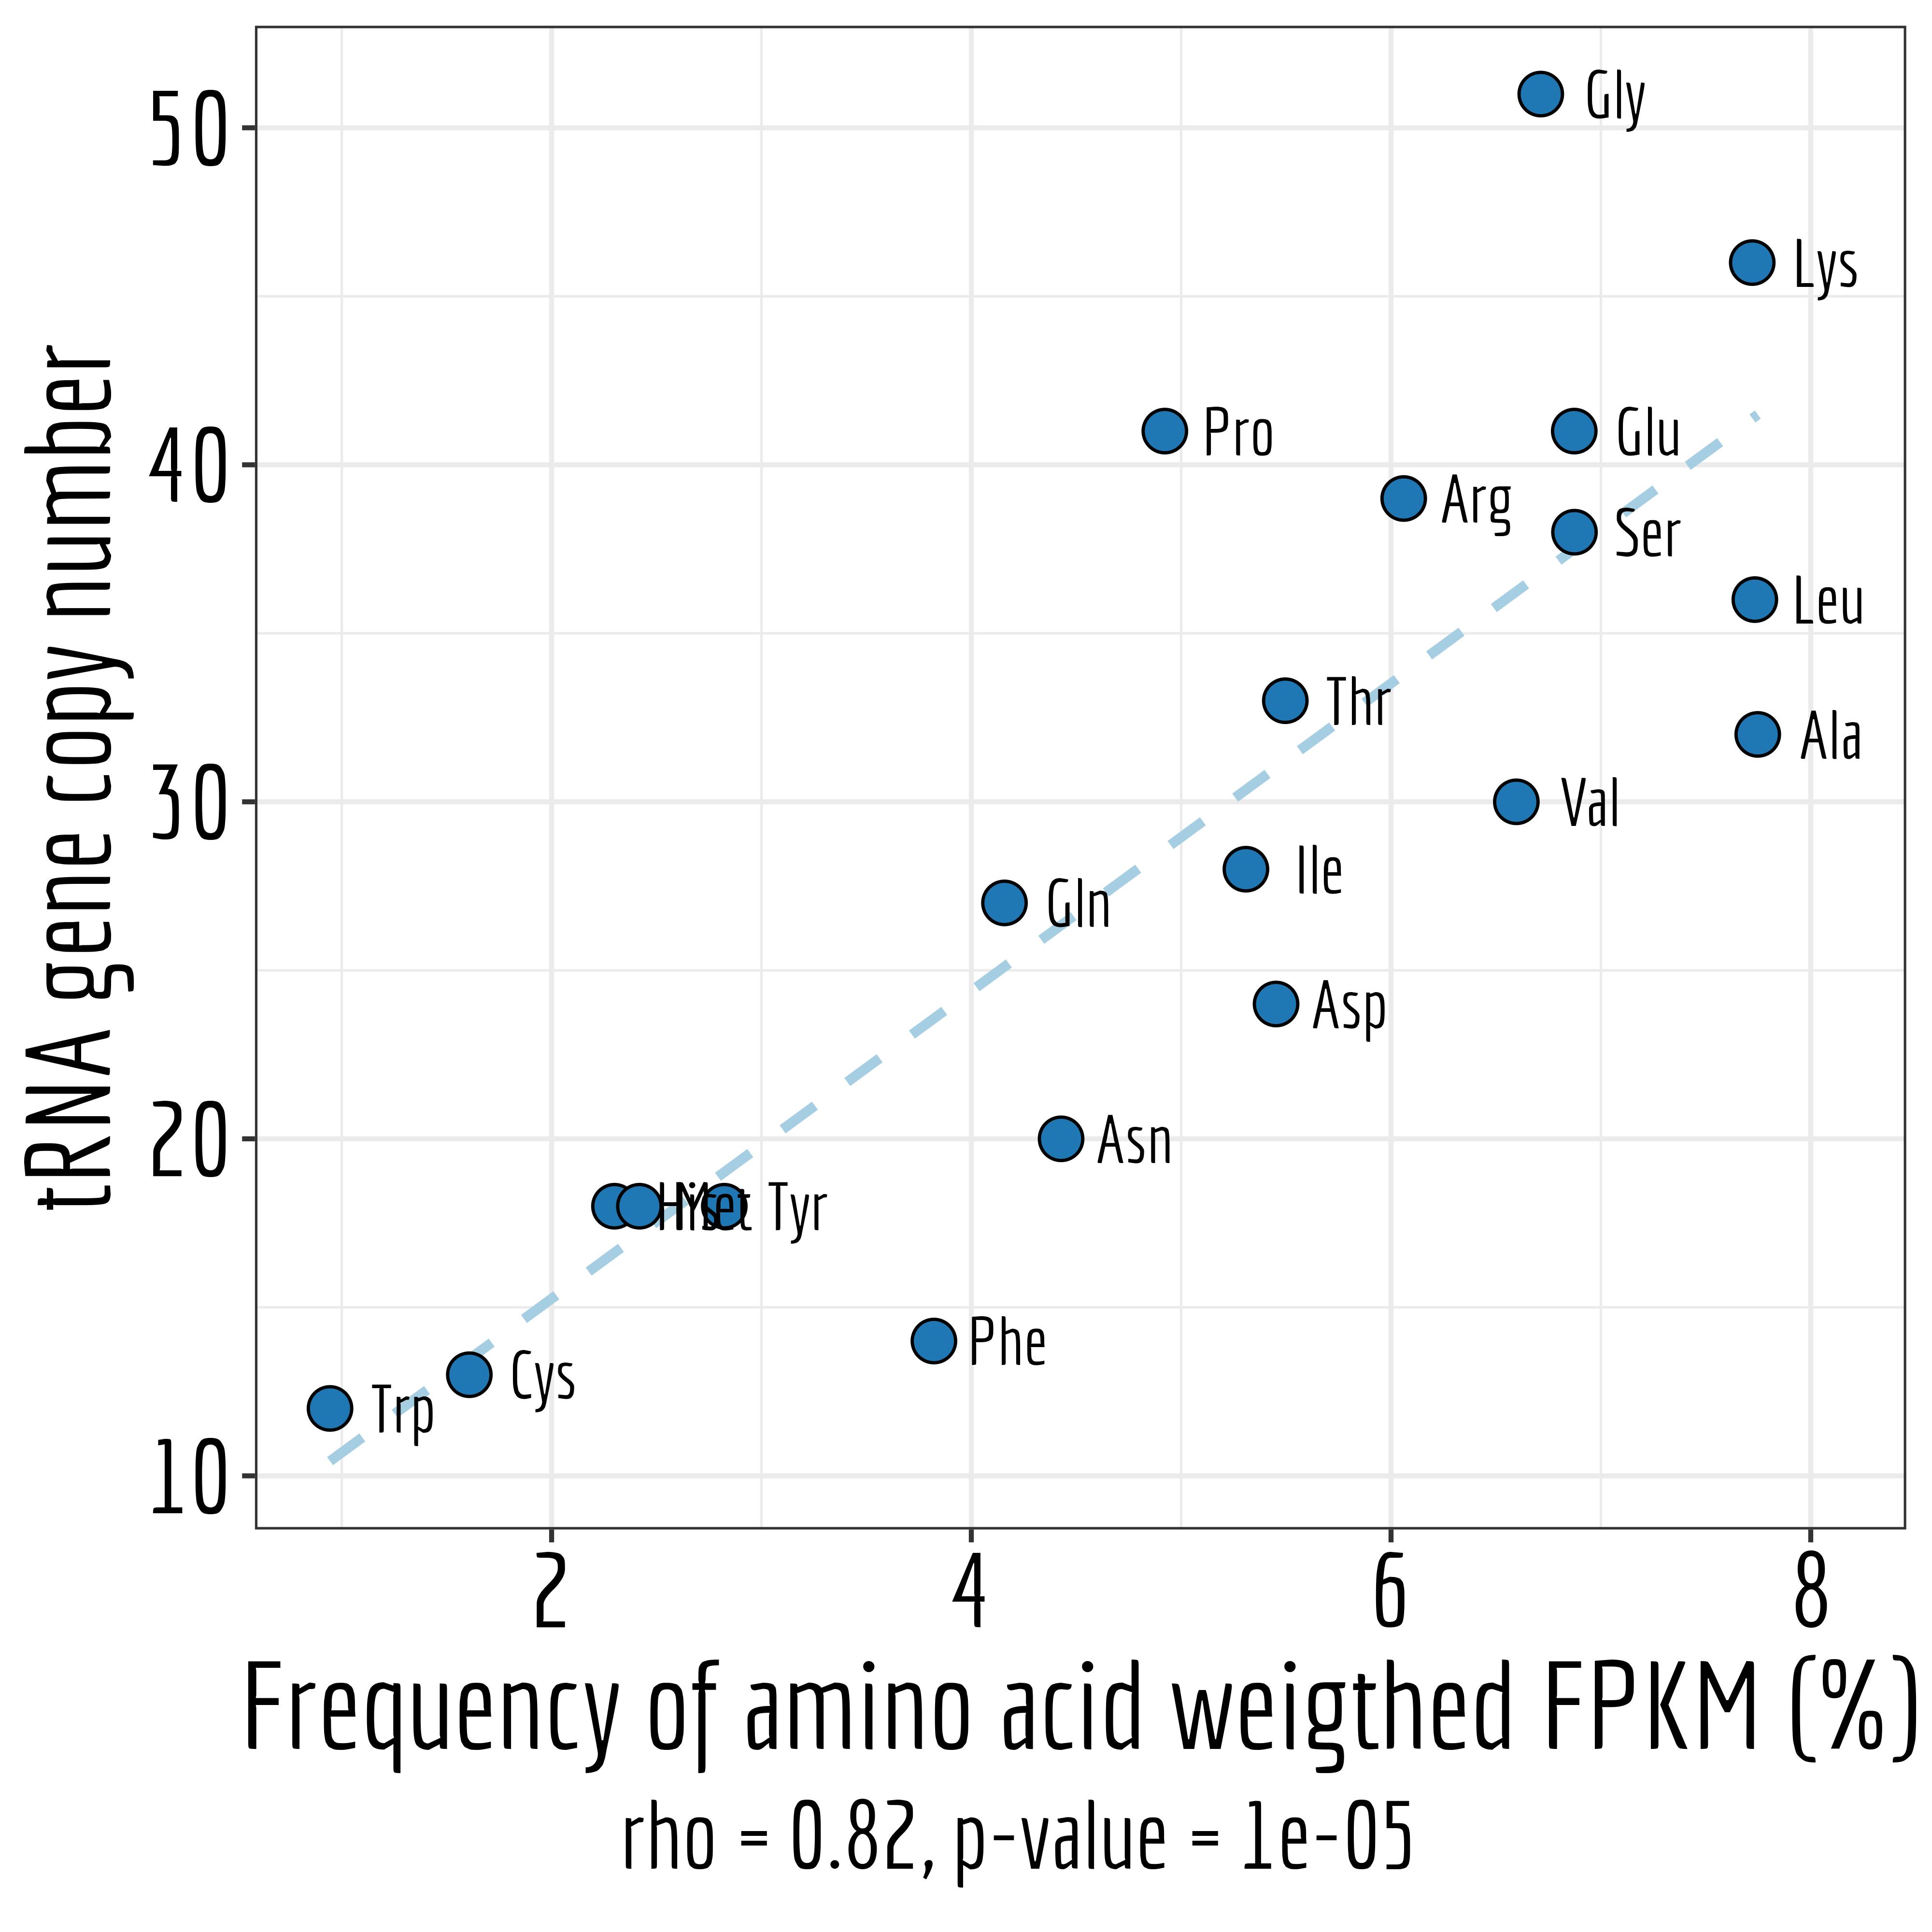 50
Gly
Lys
40
Pro
Glu
Arg
Ser
Leu
Thr
Ala
30
Val
Ile
Gln
Asp
20
Asn
His
Met
Tyr
Phe
Cys
Trp
10
tRNA gene copy number
2 4 6 8
Frequency of amino acid weigthed FPKM (%)
rho = 0.82, p-value = 1e-05